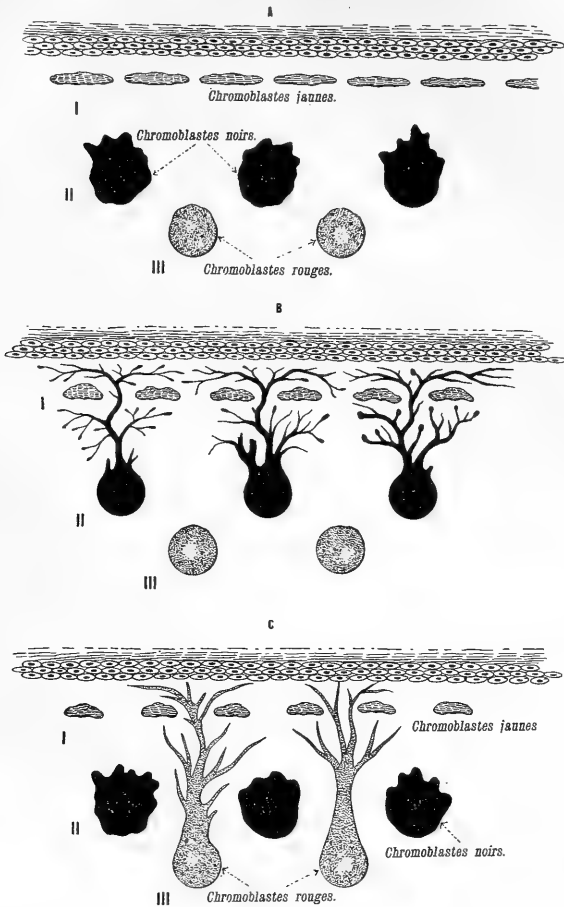 A
Chromoblastes jaunes.
I
Chromoblastes noirs.
II
III
Chromoblastes rouges.
B
I
II
III
C
Chromoblastes jaunes
I
II
Chromoblastes noirs.
III
Chromoblastes rouges.